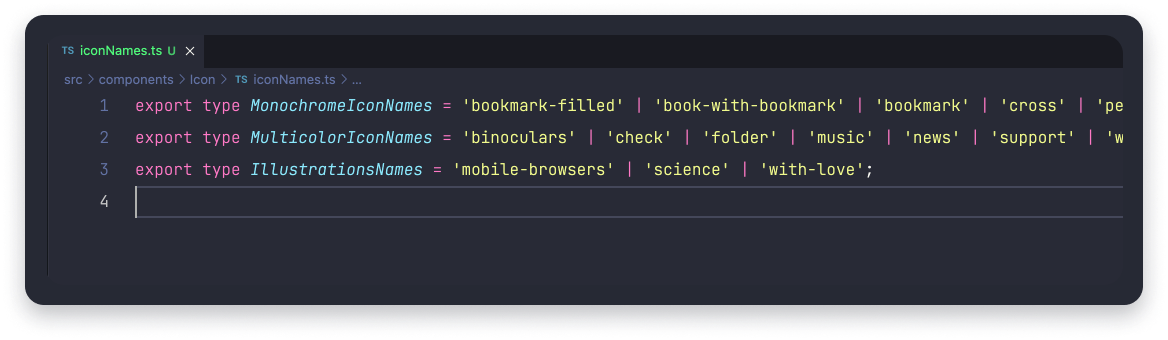 TS iconNames.ts U ×
src > components > Icon > TS iconNames.ts > ...
1 export type MonochromeIconNames = 'bookmark-filled' | 'book-with-bookmark' | 'bookmark' | 'cross' | 'pe
2 export type MulticolorIconNames = 'binoculars' | 'check' | 'folder' | 'music' | 'news' | 'support' | 'w
3 export type IllustrationsNames = 'mobile-browsers' | 'science' | 'with-love';
4